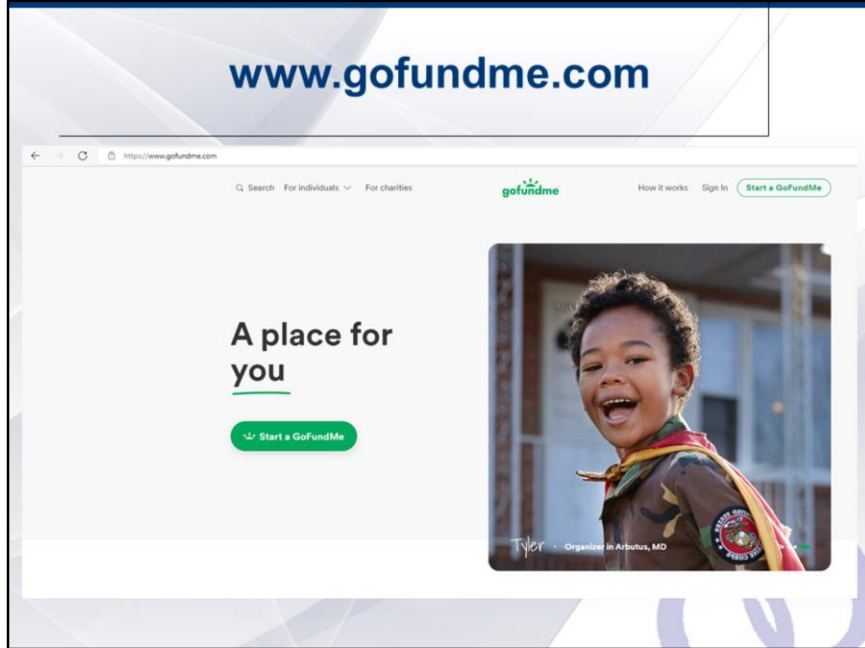 www.gofundme.com
https://www.gofundme.com
Search For individuals For charities
gofundme
How it works Sign In Start a GoFundMe
A place for
you
Start a GoFundMe
Tyler · Organizer in Arbutus, MD